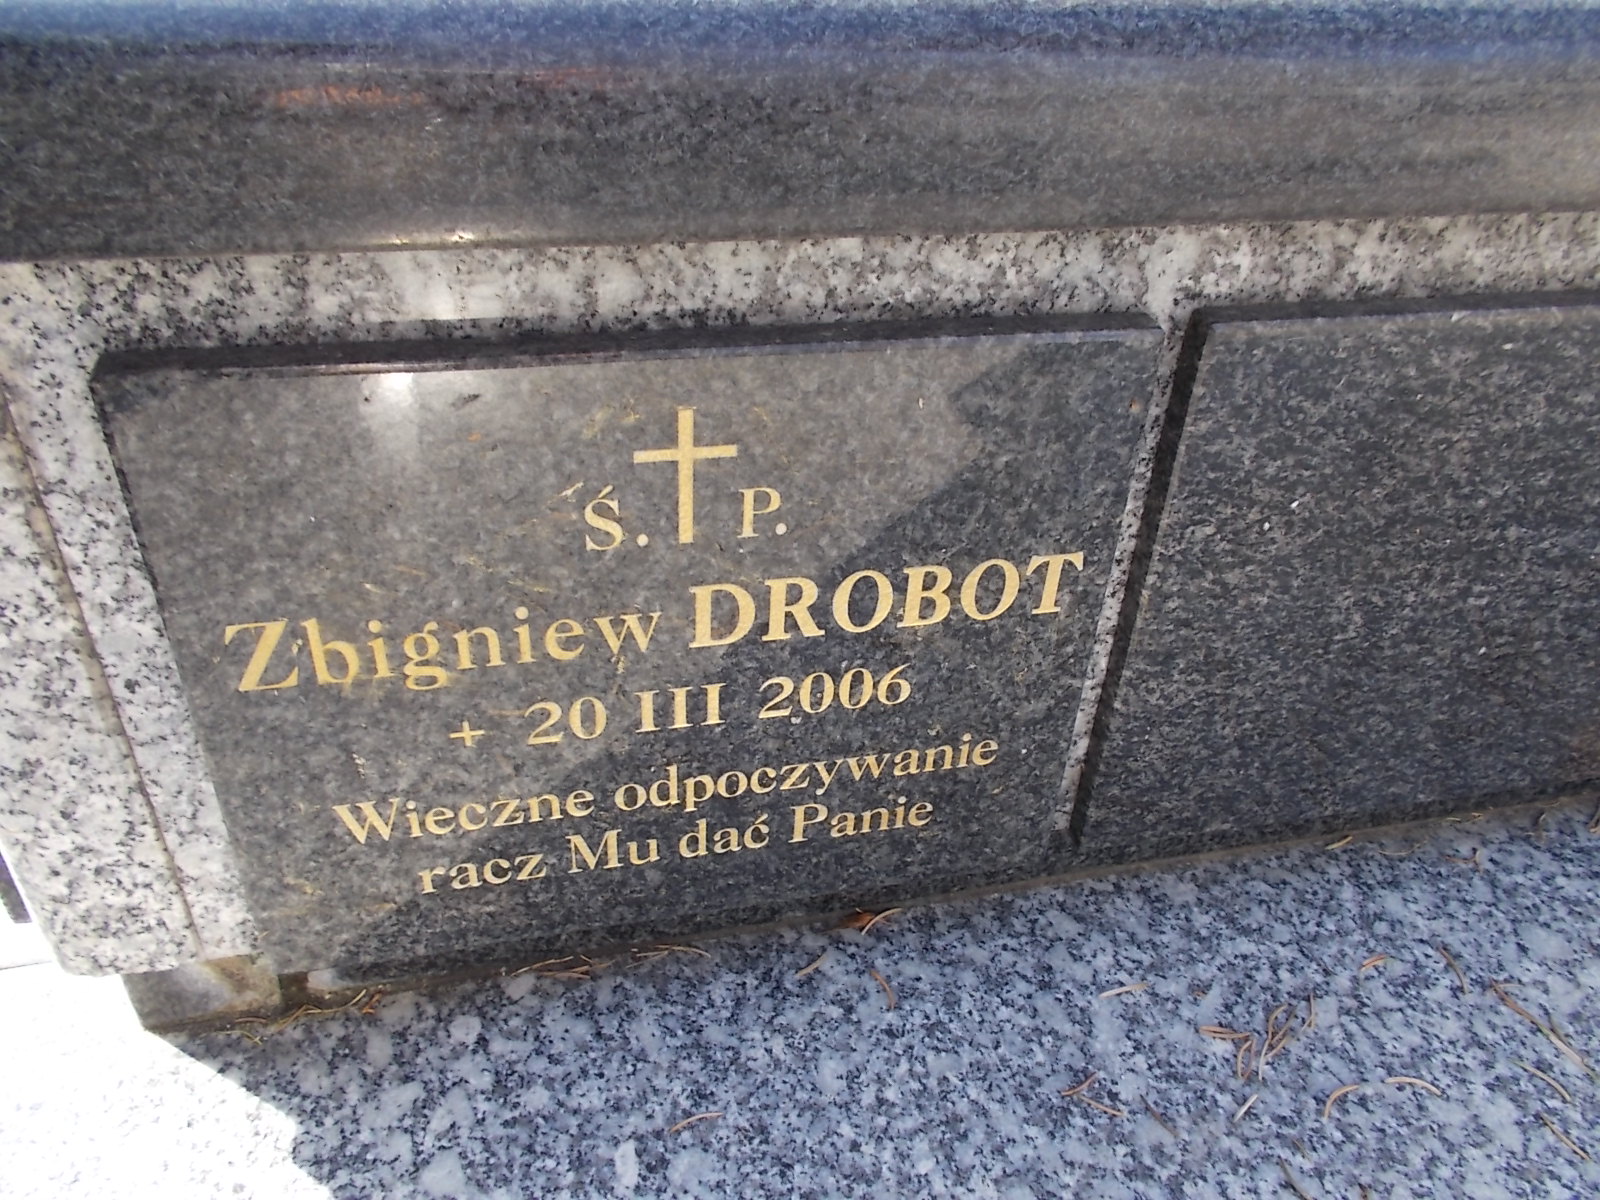 Ś. P.
Zbigniew DROBOT
+ 20 III 2006
Wieczne odpoczywanie
racz Mu dać Panie